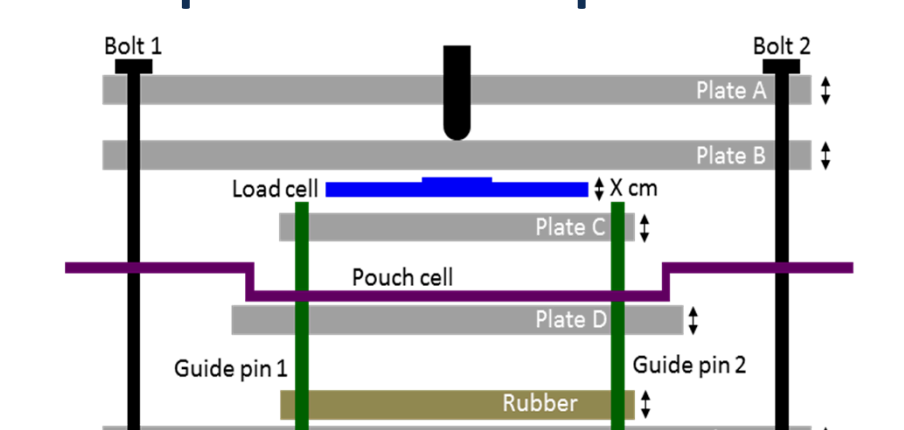 Bolt 1
Bolt 2
Plate A
Plate B
Load cell
X cm
Plate C
Pouch cell
Plate D
Guide pin 1
Guide pin 2
Rubber